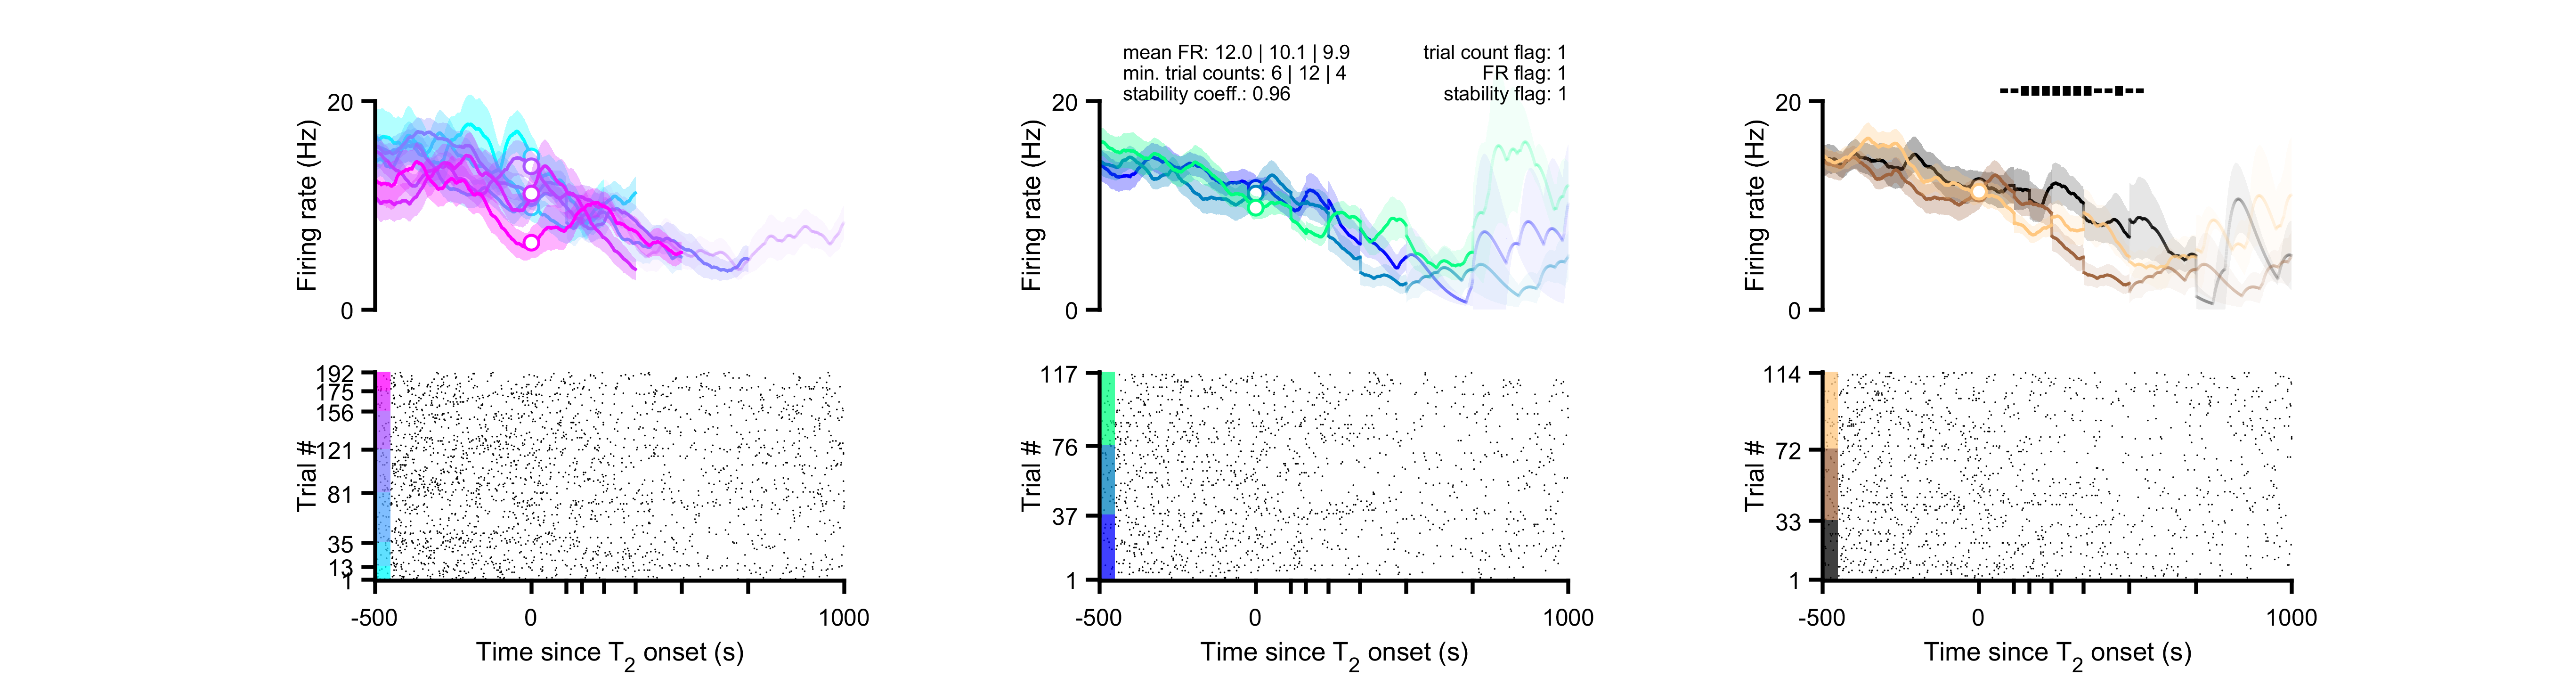 mean FR: 12.0 | 10.1 | 9.9
trial count flag: 1
min. trial counts: 6 | 12 | 4
FR flag: 1
stability coeff.: 0.96
stability flag: 1
20
Firing rate (Hz)
0
20
Firing rate (Hz)
0
20
Firing rate (Hz)
0
192
175
156
121
81
35
13
1
Trial #
-500
0
1000
Time since T2 onset (s)
117
76
37
1
Trial #
-500
0
1000
Time since T2 onset (s)
114
72
33
1
Trial #
-500
0
1000
Time since T2 onset (s)